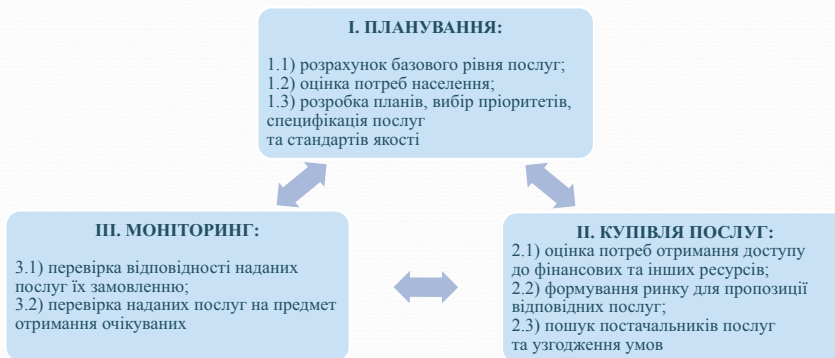 І. ПЛАНУВАННЯ:
1.1) розрахунок базового рівня послуг;
1.2) оцінка потреб населення;
1.3) розробка планів, вибір пріоритетів,
специфікація послуг
та стандартів якості
ІІ. КУПІВЛЯ ПОСЛУГ:
2.1) оцінка потреб отримання доступу
до фінансових та інших ресурсів;
2.2) формування ринку для пропозиції
відповідних послуг;
2.3) пошук постачальників послуг
та узгодження умов
ІІІ. МОНІТОРИНГ:
3.1) перевірка відповідності наданих
послуг їх замовленню;
3.2) перевірка наданих послуг на предмет
отримання очікуваних